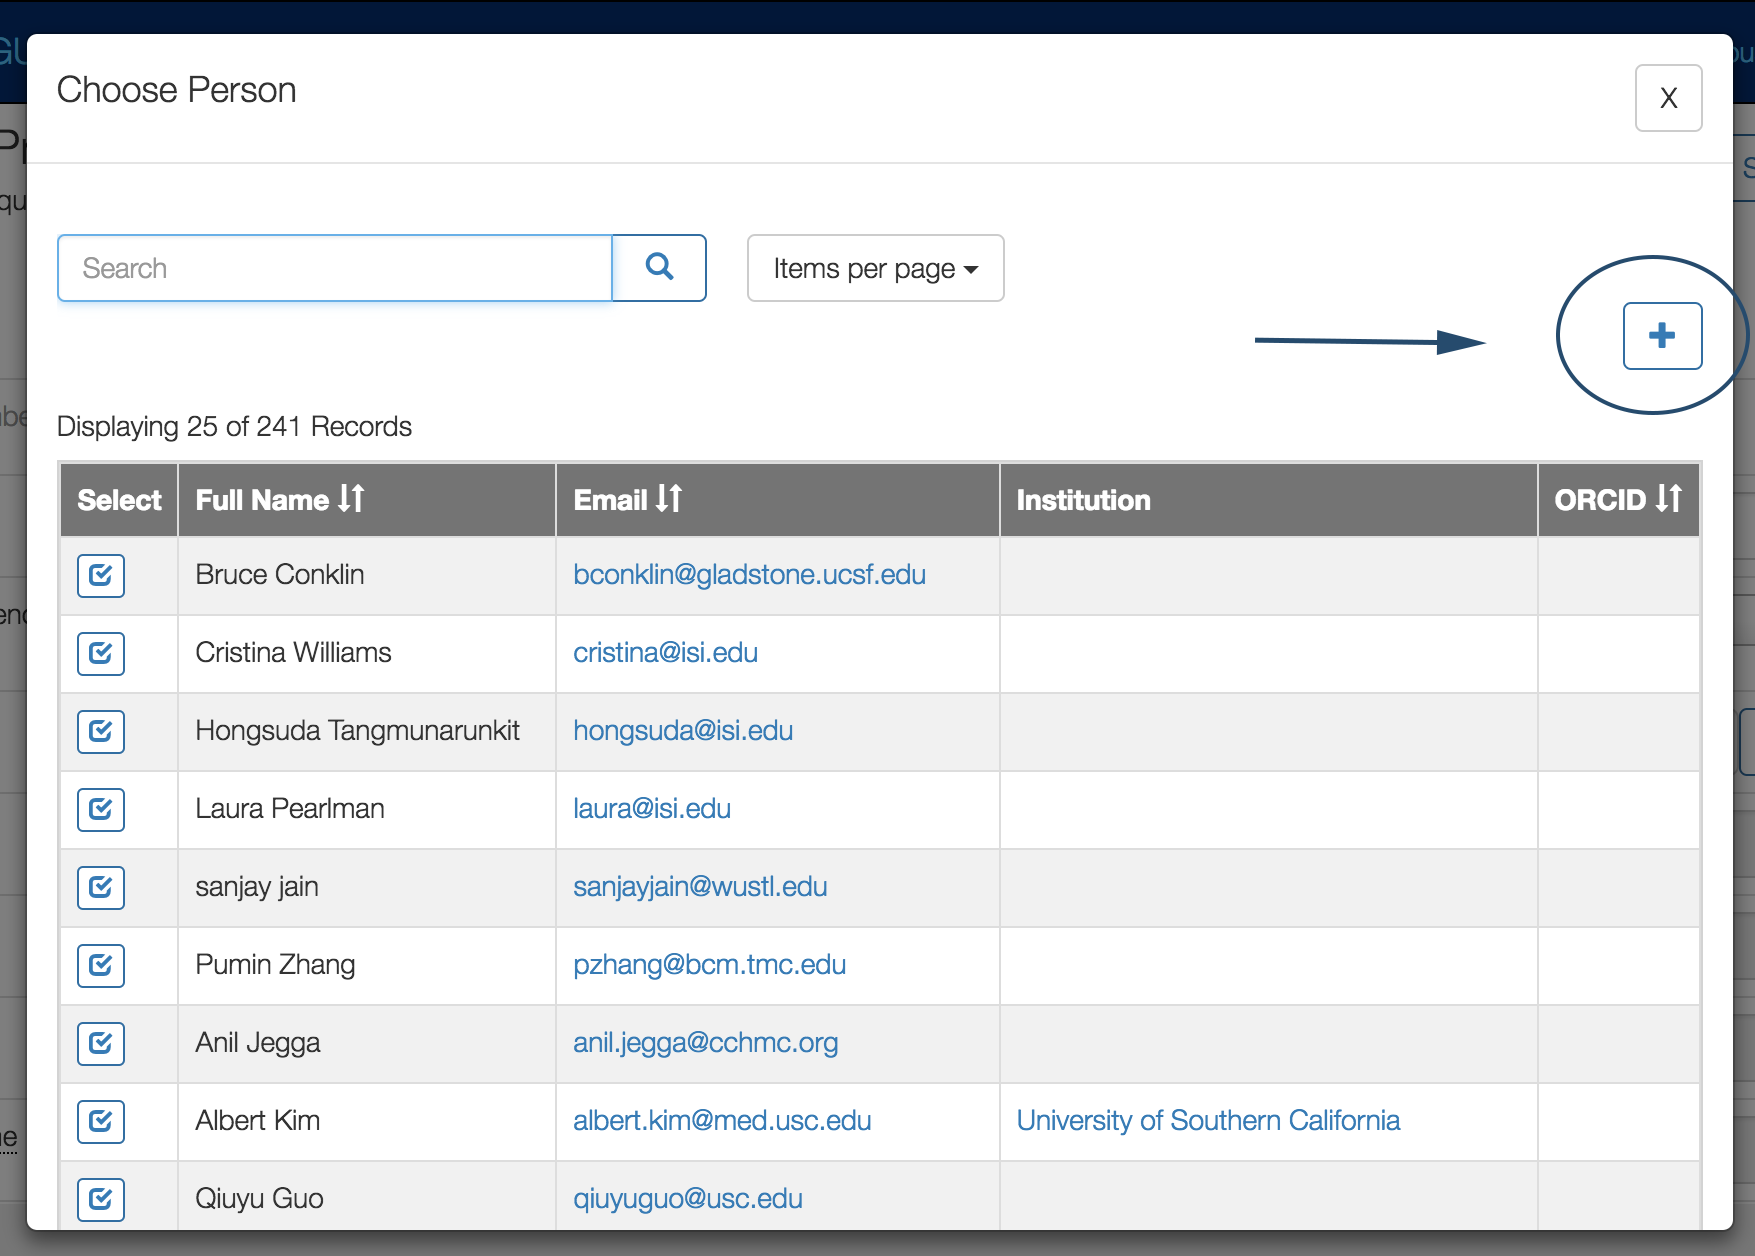 Choose Person
X
Search
Items per page
Displaying 25 of 241 Records
Select Full Name Email Institution ORCID
Bruce Conklin bconklin@gladstone.ucsf.edu
Cristina Williams cristina@isi.edu
Hongsuda Tangmunarunkit hongsuda@isi.edu
Laura Pearlman laura@isi.edu
sanjay jain sanjayjain@wustl.edu
Pumin Zhang pzhang@bcm.tmc.edu
Anil Jegga anil.jegga@cchmc.org
Albert Kim albert.kim@med.usc.edu University of Southern California
Qiuyu Guo qiuyuguo@usc.edu